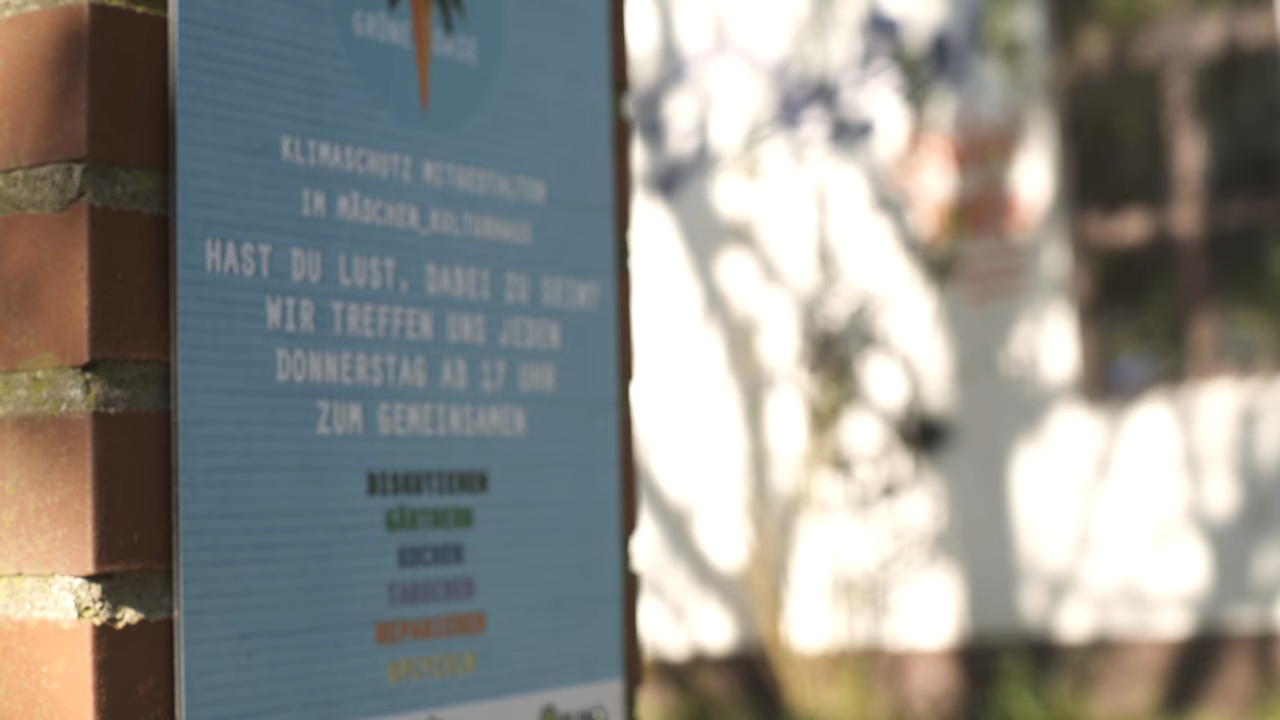 GRÜNE
KLIMASCHUTZ MITGESTALTEN
IM MÄDCHEN_KULTURHAUS
HAST DU LUST, DABEI ZU SEIN?
WIR TREFFEN UNS JEDEN
DONNERSTAG AB 17 UHR
ZUM GEMEINSAMEN
DISKUTIEREN
GÄRTNERN
KOCHEN
TAUSCHEN
REPARIEREN
UPCYCELN